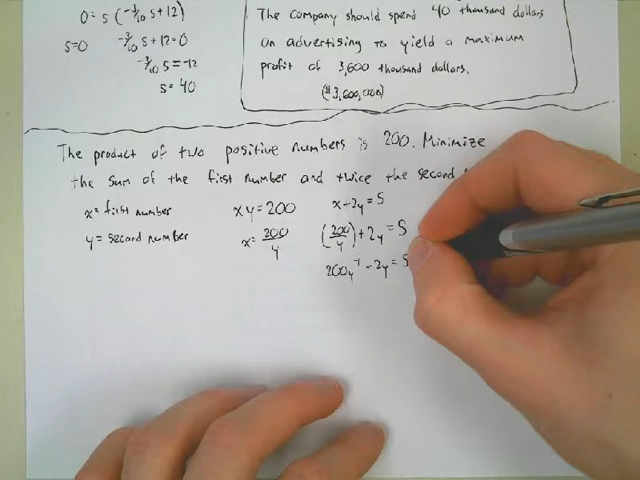 0 = s (-3/10 s + 12)
s = 0   -3/10 s + 12 = 0
-3/10 s = -12
s = 40
The company should spend 40 thousand dollars
on advertising to yield a maximum
profit of 3,600 thousand dollars.
($3,600,000)
The product of two positive numbers is 200. Minimize
the sum of the first number and twice the second
x = first number   xy = 200   x + 2y = S
y = second number   x = 200/y   (200/y) + 2y = S
200y⁻¹ + 2y = S